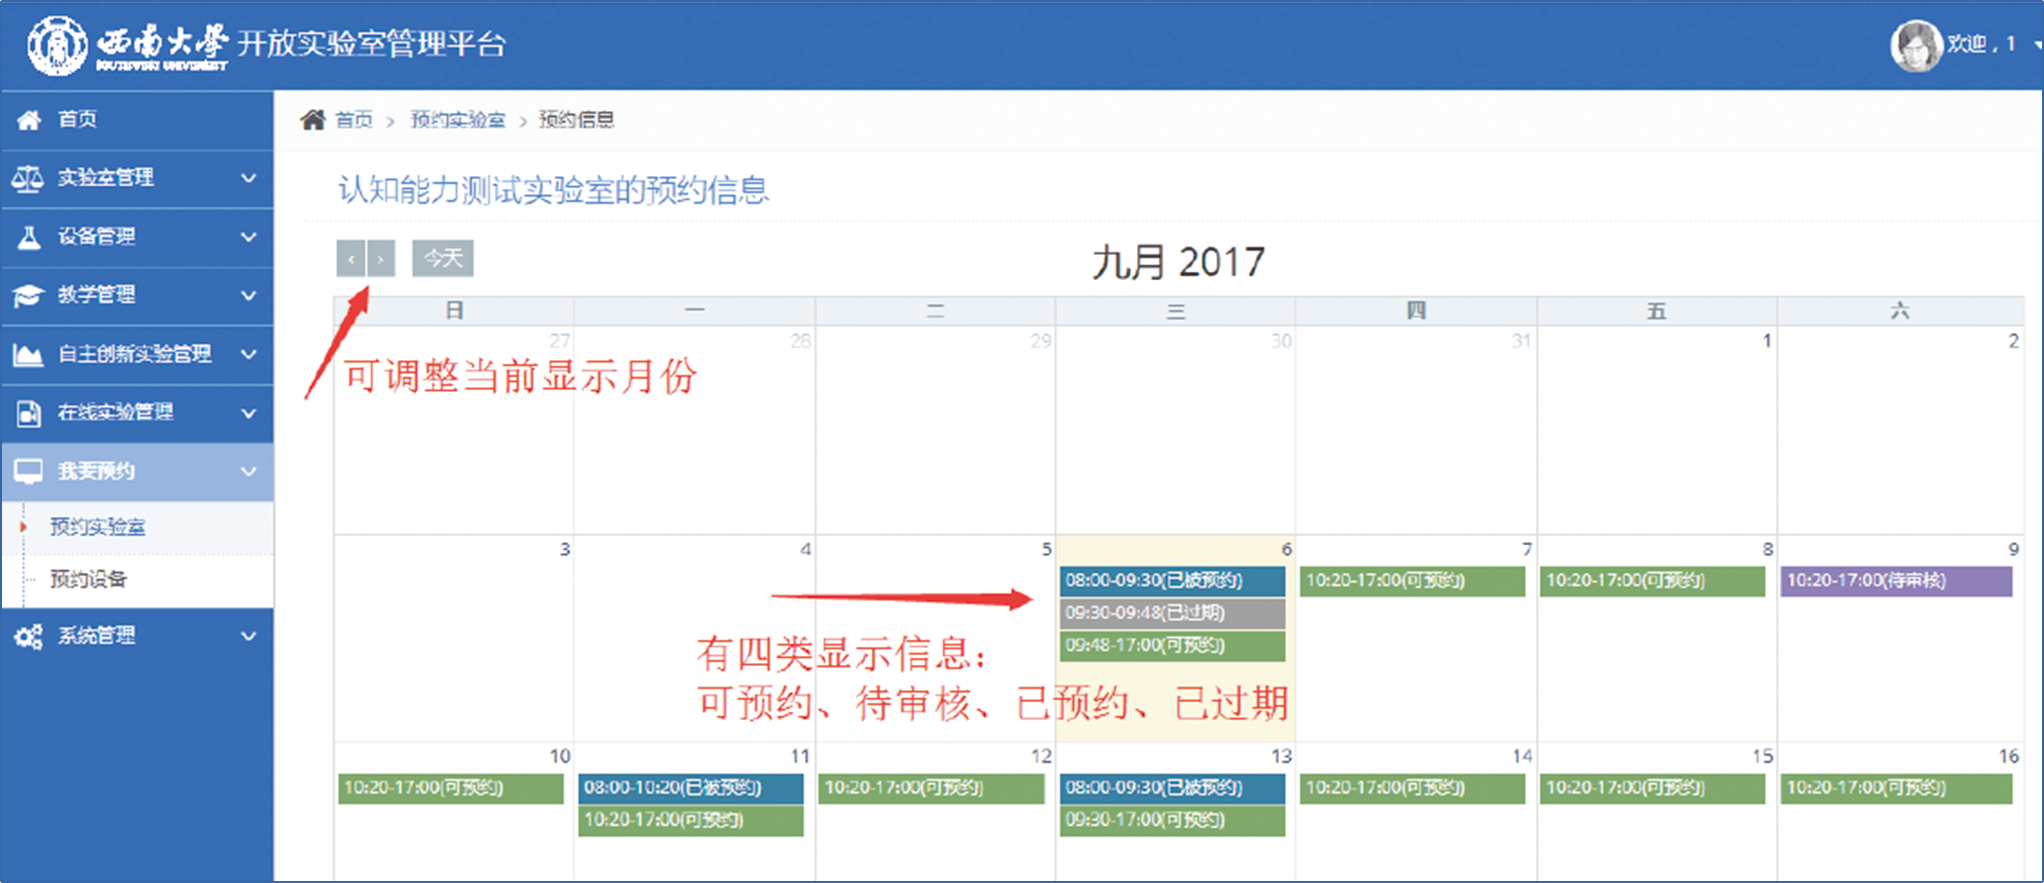 西南大学 开放实验室管理平台
SOUTHWEST UNIVERSITY
欢迎，1
首页
实验室管理
设备管理
教学管理
自主创新实验管理
在线实验管理
我要预约
预约实验室
预约设备
系统管理
首页 > 预约实验室 > 预约信息
认知能力测试实验室的预约信息
‹ › 今天
九月 2017
日 一 二 三 四 五 六
27 28 29 30 31 1 2
可调整当前显示月份
3 4 5 6 7 8 9
08:00-09:30(已被预约) 10:20-17:00(可预约) 10:20-17:00(可预约) 10:20-17:00(待审核)
09:30-09:48(已过期)
09:48-17:00(可预约)
有四类显示信息：
可预约、待审核、已预约、已过期
10 11 12 13 14 15 16
10:20-17:00(可预约) 08:00-10:20(已被预约) 10:20-17:00(可预约) 08:00-09:30(已被预约) 10:20-17:00(可预约) 10:20-17:00(可预约) 10:20-17:00(可预约)
10:20-17:00(可预约) 09:30-17:00(可预约)